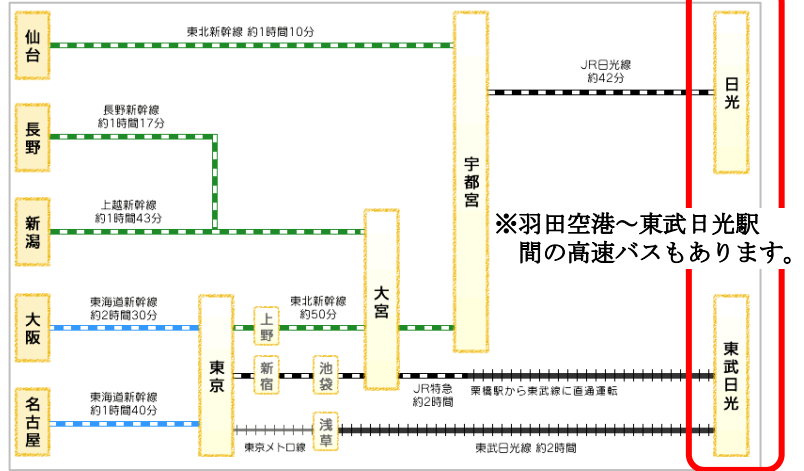 仙台
東北新幹線 約1時間10分
JR日光線
約42分
日光
長野
長野新幹線
約1時間17分
宇都宮
新潟
上越新幹線
約1時間43分
※羽田空港～東武日光駅
間の高速バスもあります。
大阪
東海道新幹線
約2時間30分
東京
上野
東北新幹線
約50分
大宮
新宿
池袋
JR特急
約2時間
栗橋駅から東武線に直通運転
東武日光
名古屋
東海道新幹線
約1時間40分
東京メトロ線
浅草
東武日光線 約2時間